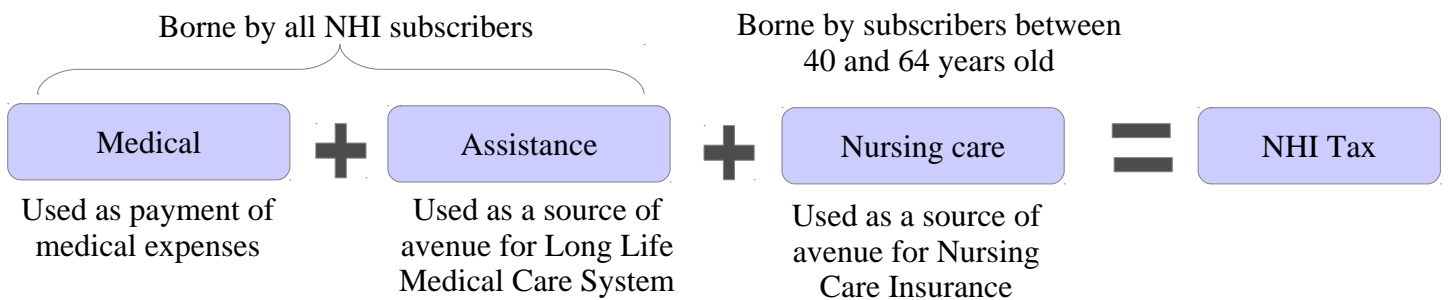 Borne by all NHI subscribers
Borne by subscribers between
40 and 64 years old
Medical
+
Assistance
+
Nursing care
=
NHI Tax
Used as payment of
medical expenses
Used as a source of
avenue for Long Life
Medical Care System
Used as a source of
avenue for Nursing
Care Insurance